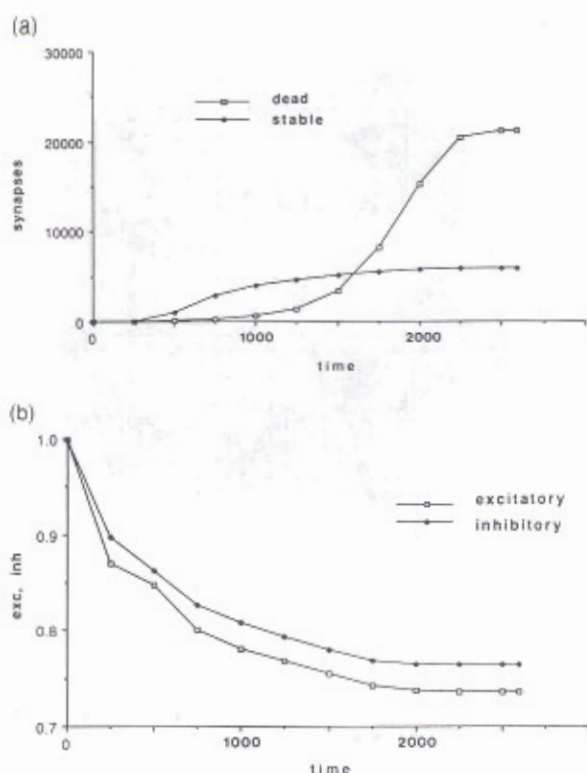 (a)
30000
dead
stable
20000
synapses
10000
0
0 1000 2000
time
(b)
1.0
excitatory
inhibitory
0.9
exc, inh
0.8
0.7
0 1000 2000
time